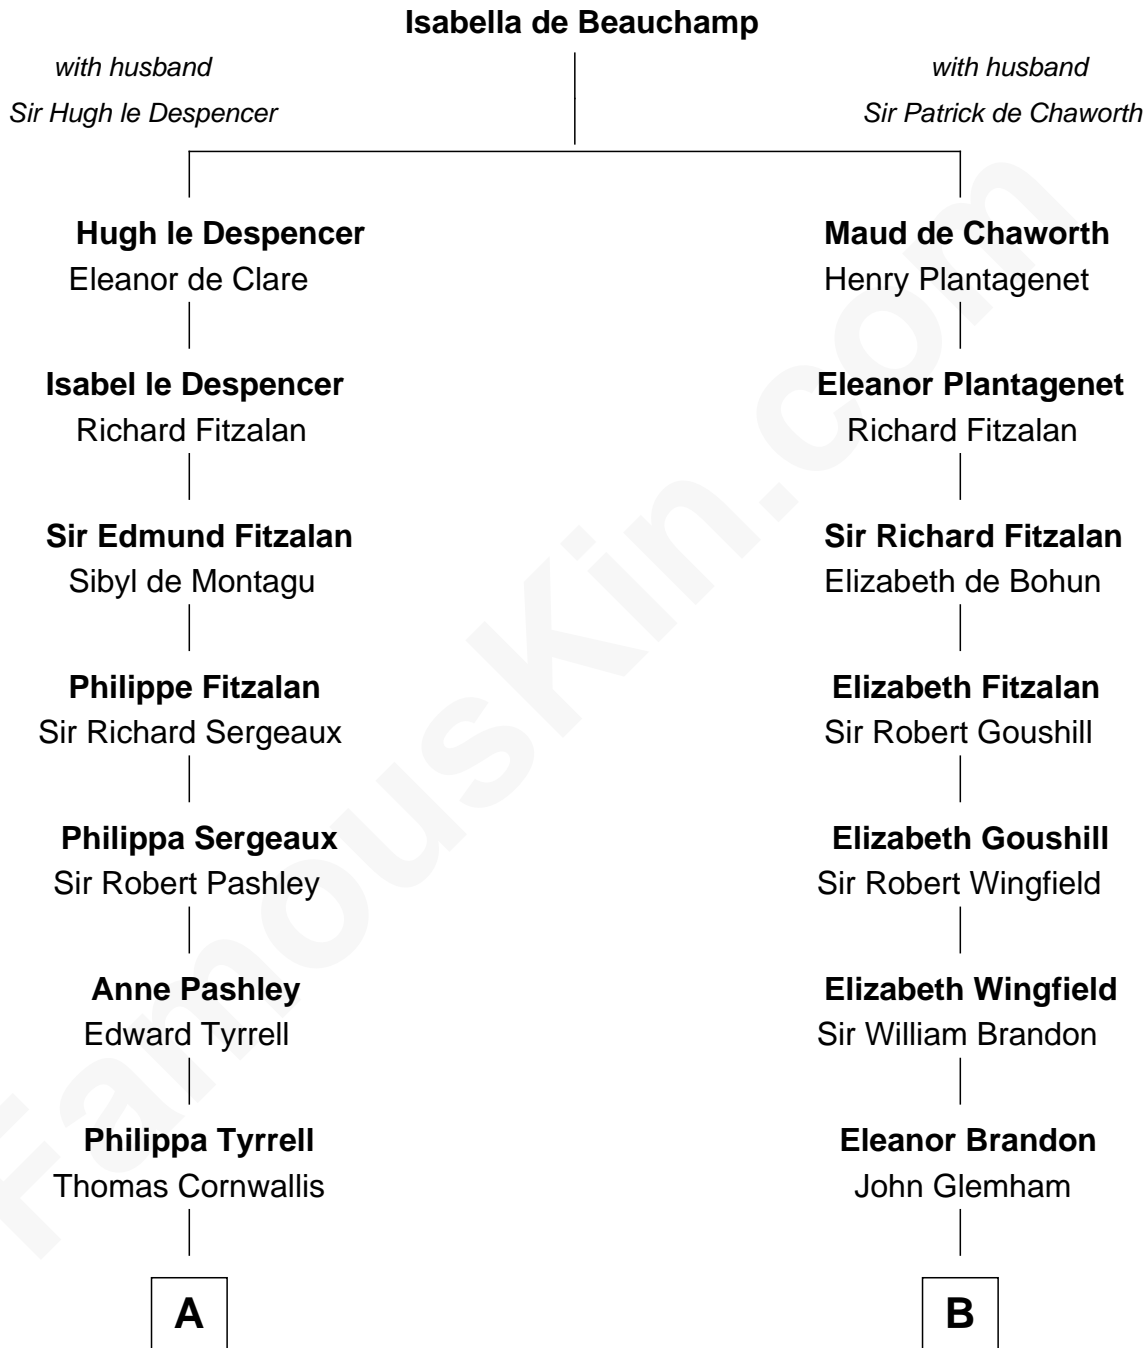 Isabella de Beauchamp
with husband
Sir Hugh le Despencer
with husband
Sir Patrick de Chaworth
Hugh le Despencer
Eleanor de Clare
Maud de Chaworth
Henry Plantagenet
Isabel le Despencer
Richard Fitzalan
Eleanor Plantagenet
Richard Fitzalan
Sir Edmund Fitzalan
Sibyl de Montagu
Sir Richard Fitzalan
Elizabeth de Bohun
Philippe Fitzalan
Sir Richard Sergeaux
Elizabeth Fitzalan
Sir Robert Goushill
Philippa Sergeaux
Sir Robert Pashley
Elizabeth Goushill
Sir Robert Wingfield
Anne Pashley
Edward Tyrrell
Elizabeth Wingfield
Sir William Brandon
Philippa Tyrrell
Thomas Cornwallis
Eleanor Brandon
John Glemham
A
B
FamousKin.com